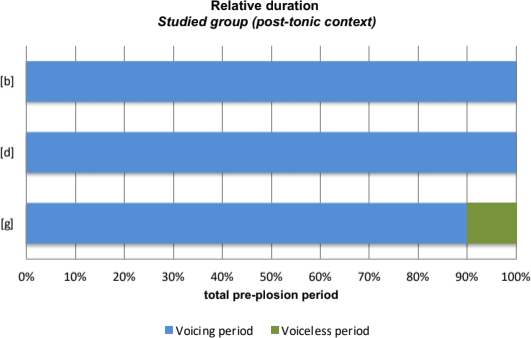 Relative duration
Studied group (post-tonic context)
[b]
[d]
[g]
0% 10% 20% 30% 40% 50% 60% 70% 80% 90% 100%
total pre-plosion period
Voicing period Voiceless period